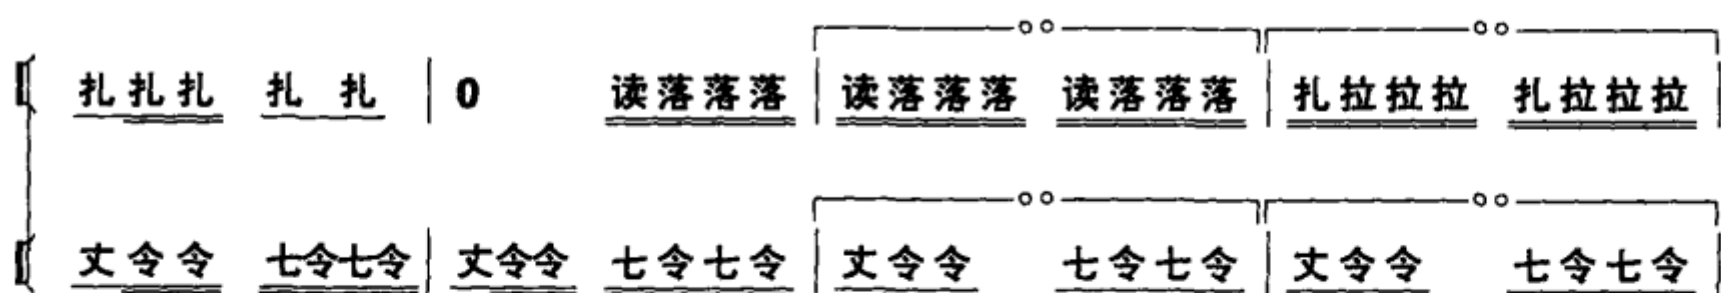 扎扎扎 扎 扎 | 0 读落落落 | 读落落落 读落落落 | 扎拉拉拉 扎拉拉拉 |
丈令令 七令七令 | 丈令令 七令七令 | 丈令令 七令七令 | 丈令令 七令七令 |